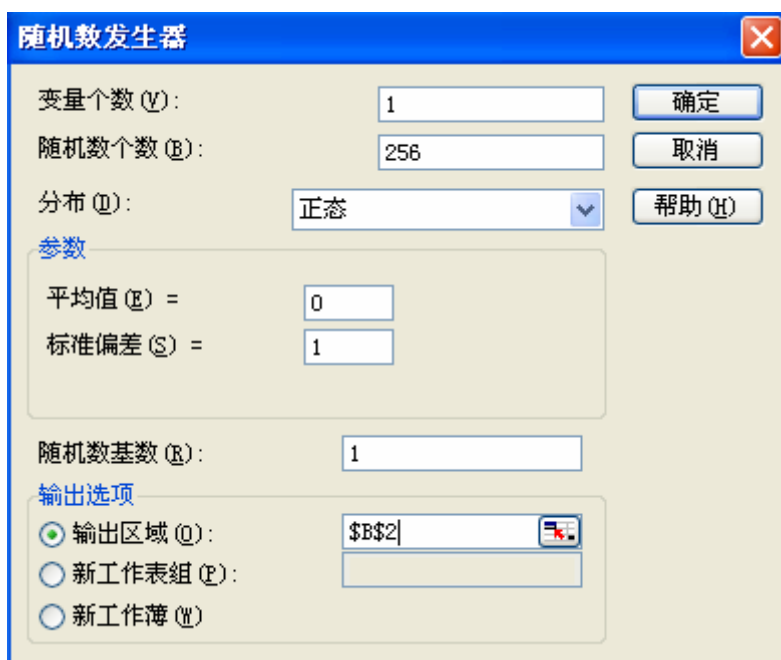 随机数发生器
变量个数(V): 1 确定
随机数个数(B): 256 取消
分布(D): 正态 帮助(H)
参数
平均值(E) = 0
标准偏差(S) = 1
随机数基数(R): 1
输出选项
输出区域(O): $B$2
新工作表组(P):
新工作薄(W)